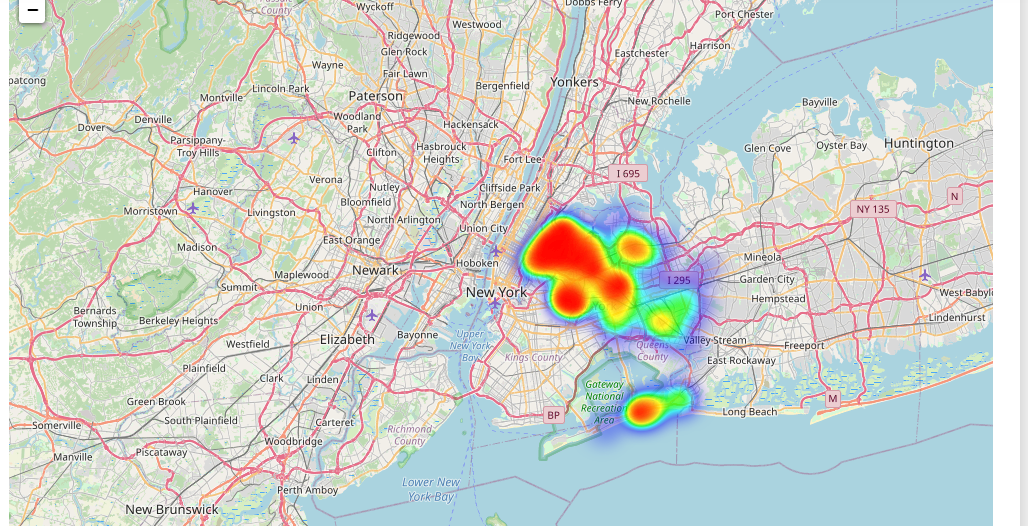 −
County
Wyckoff
Dobbs Ferry
Port Chester
Westwood
Ridgewood
Harrison
Glen Rock
Eastchester
Wayne
Fair Lawn
patcong
Lincoln Park
Bergenfield
Yonkers
Montville
Paterson
New Rochelle
Bayville
Denville
Woodland
Park
Dover
Hackensack
Parsippany-
Troy Hills
Clifton
Hasbrouck
Heights
Fort Lee
Glen Cove
Oyster Bay
Huntington
I 695
Verona
Nutley
Cliffside Park
Hanover
Bloomfield
North Bergen
N
Morristown
Livingston
North Arlington
Union City
NY 135
Madison
East Orange
Mineola
Maplewood
Newark
Hoboken
I 295
Garden City
Summit
New York
Hempstead
West Babyl
Bernards
Township
Berkeley Heights
Union
Lindenhurst
Elizabeth
Bayonne
Upper
New York
Bay
Westfield
Valley Stream
Freeport
Kings County
Queens
County
East Rockaway
Plainfield
Clark
Linden
Gateway
National
Recreation
Area
Green Brook
M
South Plainfield
Carteret
BP
Long Beach
Somerville
Richmond
County
Woodbridge
Manville
Piscataway
Lower New
York Bay
Perth Amboy
New Brunswick